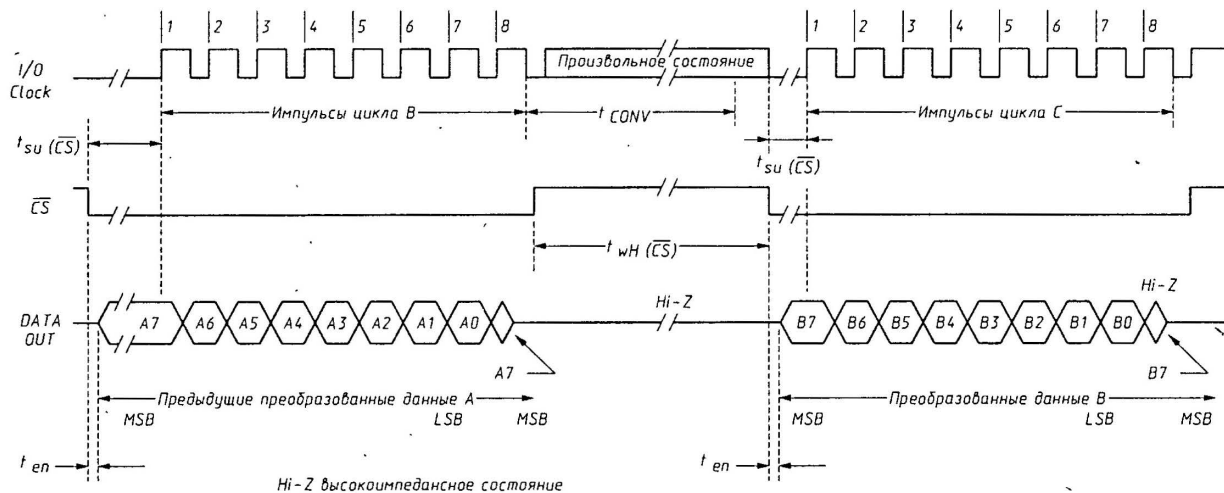 1 2 3 4 5 6 7 8 1 2 3 4 5 6 7 8
I/O Clock
Произвольное состояние
Импульсы цикла B
t CONV
Импульсы цикла C
t su (CS)
t su (CS)
CS
t wH (CS)
Hi-Z
Hi-Z
DATA OUT
A7 A6 A5 A4 A3 A2 A1 A0
B7 B6 B5 B4 B3 B2 B1 B0
A7
B7
Предыдущие преобразованные данные A
Преобразованные данные B
MSB LSB MSB MSB LSB MSB
t en
t en
Hi-Z высокоимпедансное состояние